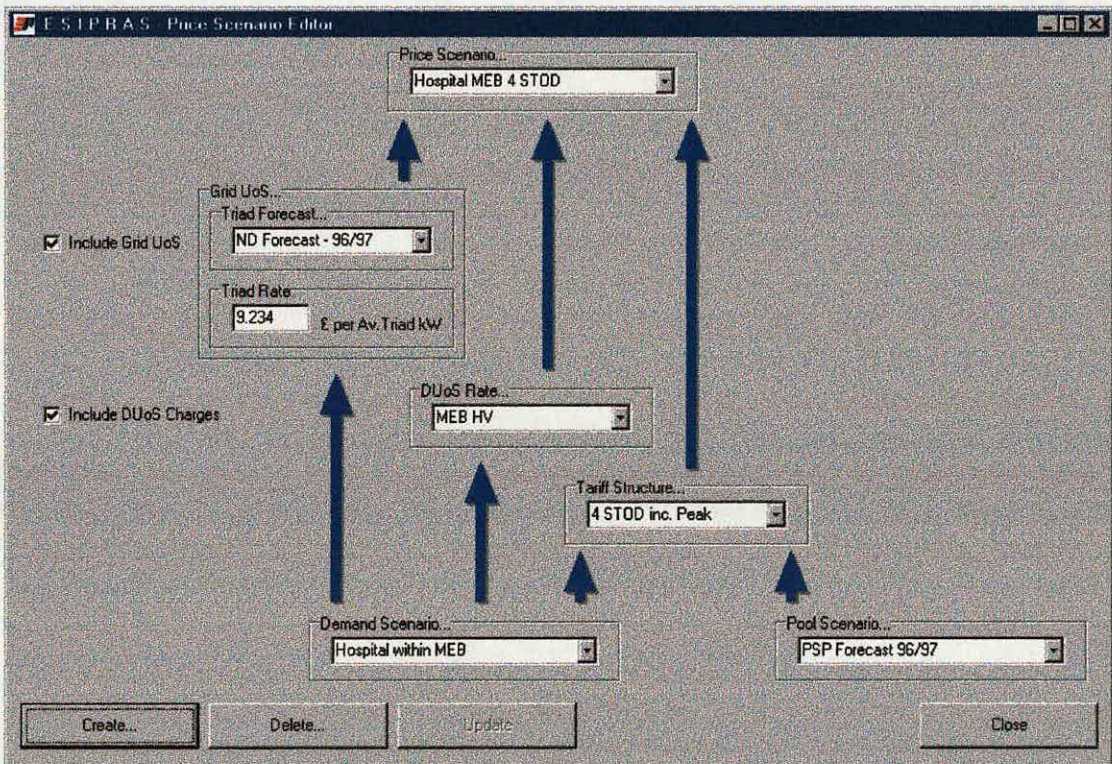 E S I P R A S - Price Scenario Editor
Price Scenario...
Hospital MEB 4 STOD
Grid UoS...
Triad Forecast...
ND Forecast - 96/97
Include Grid UoS
Triad Rate
9.234
£ per Av.Triad kW
DUoS Rate...
MEB HV
Include DUoS Charges
Tariff Structure...
4 STOD inc. Peak
Demand Scenario...
Hospital within MEB
Pool Scenario...
PSP Forecast 96/97
Create...
Delete...
Update
Close